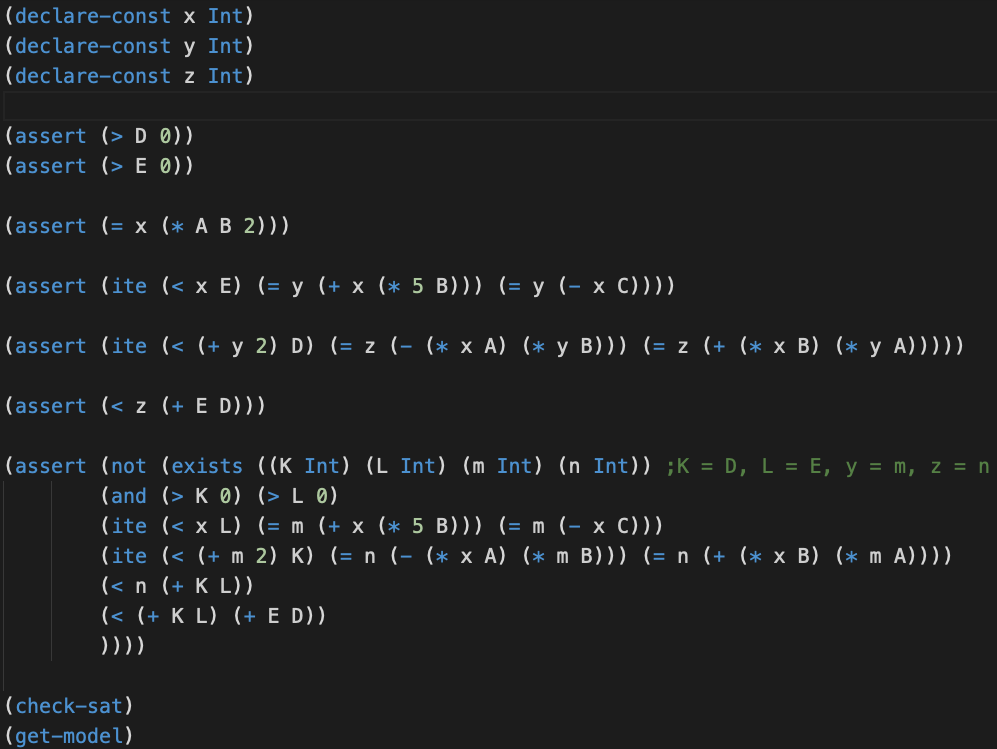 (declare-const x Int)
(declare-const y Int)
(declare-const z Int)
(assert (> D 0))
(assert (> E 0))
(assert (= x (* A B 2)))
(assert (ite (< x E) (= y (+ x (* 5 B))) (= y (- x C))))
(assert (ite (< (+ y 2) D) (= z (- (* x A) (* y B))) (= z (+ (* x B) (* y A)))))
(assert (< z (+ E D)))
(assert (not (exists ((K Int) (L Int) (m Int) (n Int)) ;K = D, L = E, y = m, z = n
(and (> K 0) (> L 0)
(ite (< x L) (= m (+ x (* 5 B))) (= m (- x C)))
(ite (< (+ m 2) K) (= n (- (* x A) (* m B))) (= n (+ (* x B) (* m A))))
(< n (+ K L))
(< (+ K L) (+ E D))
))))
(check-sat)
(get-model)